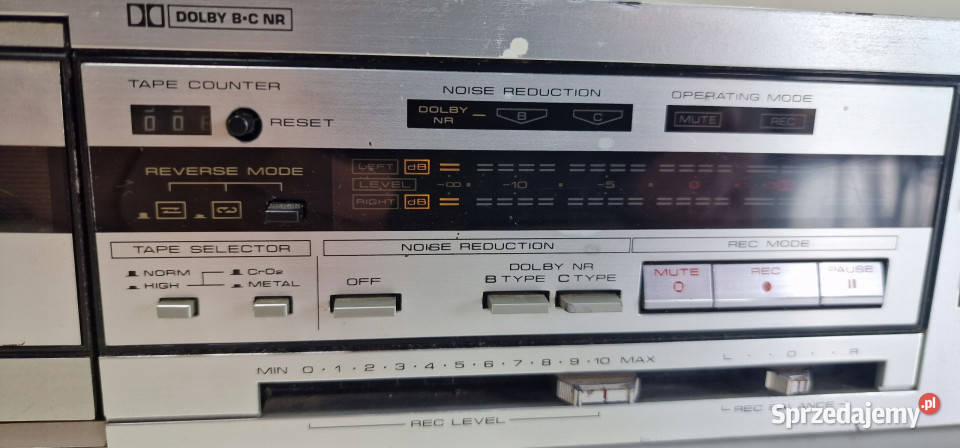 DOLBY B·C NR
TAPE COUNTER
RESET
NOISE REDUCTION
DOLBY NR
B
C
OPERATING MODE
MUTE
REC
REVERSE MODE
LEFT dB
LEVEL -∞ · -10 · -5 · 0
RIGHT dB
TAPE SELECTOR
NORM
HIGH
CrO₂
METAL
NOISE REDUCTION
OFF
DOLBY NR
B TYPE C TYPE
REC MODE
MUTE
REC
PAUSE
MIN 0·1·2·3·4·5·6·7·8·9·10 MAX
REC LEVEL
L · · 0 · · R
REC BALANCE
Sprzedajemy.pl